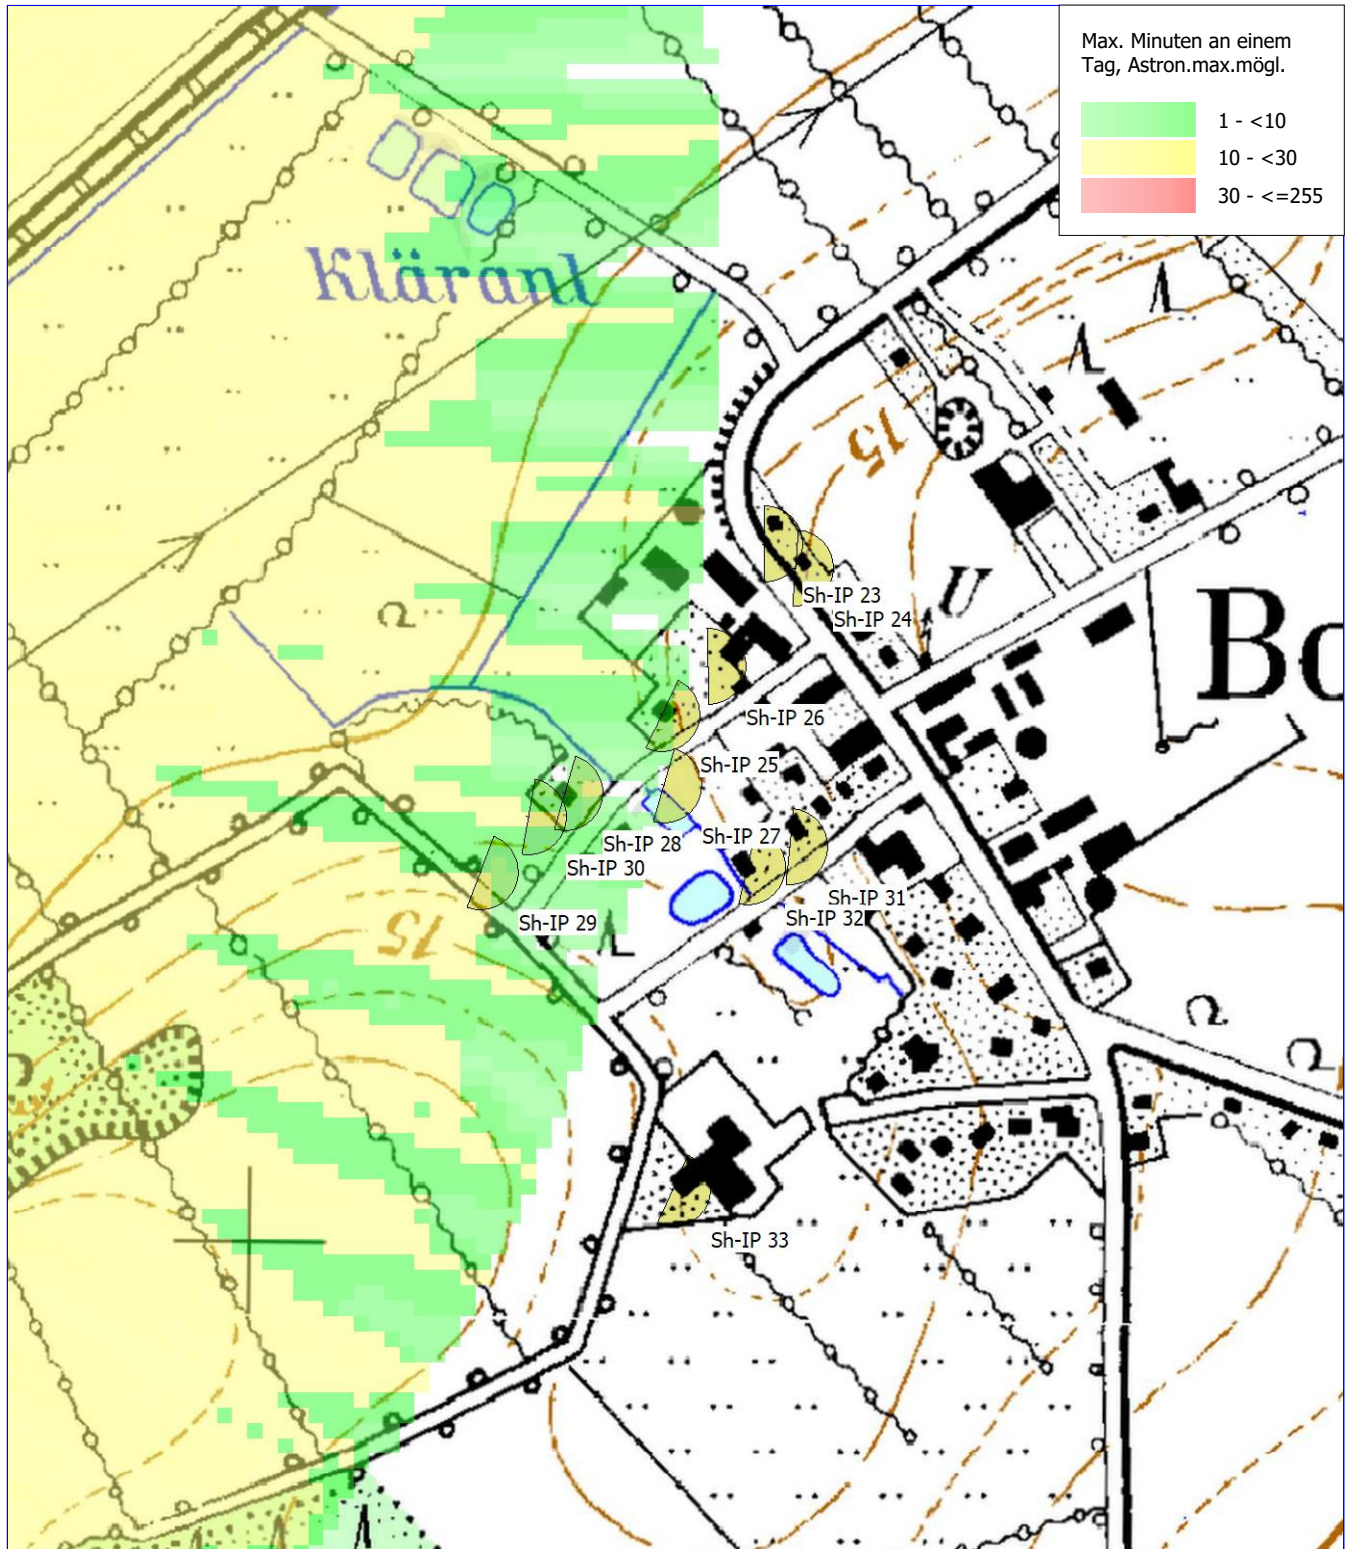 Max. Minuten an einem
Tag, Astron.max.mögl.
1 - <10
10 - <30
30 - <=255
Kläranl
15
Sh-IP 23
Sh-IP 24
U
Bo
Sh-IP 26
Sh-IP 25
Sh-IP 27
Sh-IP 28
Sh-IP 30
Sh-IP 31
Sh-IP 32
Sh-IP 29
15
Sh-IP 33